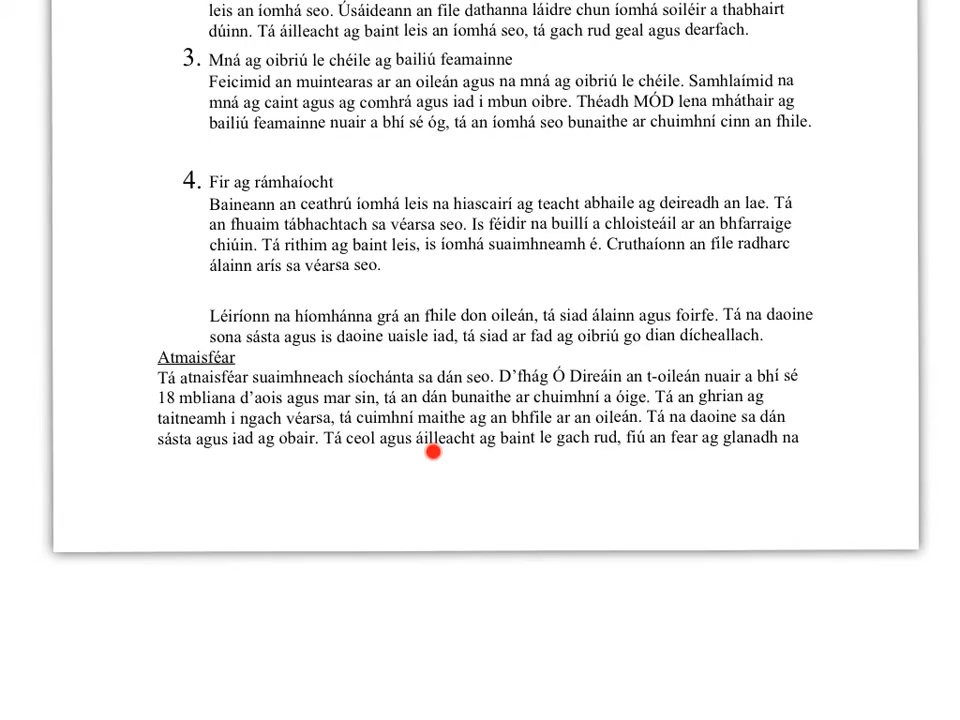 leis an íomhá seo. Úsáideann an file dathanna láidre chun íomhá soiléir a thabhairt
dúinn. Tá áilleacht ag baint leis an íomhá seo, tá gach rud geal agus dearfach.
3. Mná ag oibriú le chéile ag bailiú feamainne
Feicimid an muintearas ar an oileán agus na mná ag oibriú le chéile. Samhlaímid na
mná ag caint agus ag comhrá agus iad i mbun oibre. Théadh MÓD lena mháthair ag
bailiú feamainne nuair a bhí sé óg, tá an íomhá seo bunaithe ar chuimhní cinn an fhile.
4. Fir ag rámhaíocht
Baineann an ceathrú íomhá leis na hiascairí ag teacht abhaile ag deireadh an lae. Tá
an fhuaim tábhachtach sa véarsa seo. Is féidir na buillí a chloisteáil ar an bhfarraige
chiúin. Tá rithim ag baint leis, is íomhá suaimhneamh é. Cruthaíonn an file radharc
álainn arís sa véarsa seo.
Léiríonn na híomhánna grá an fhile don oileán, tá siad álainn agus foirfe. Tá na daoine
sona sásta agus is daoine uaisle iad, tá siad ar fad ag oibriú go dian dícheallach.
Atmaisféar
Tá atnaisféar suaimhneach síochánta sa dán seo. D’fhág Ó Direáin an t-oileán nuair a bhí sé
18 mbliana d’aois agus mar sin, tá an dán bunaithe ar chuimhní a óige. Tá an ghrian ag
taitneamh i ngach véarsa, tá cuimhní maithe ag an bhfile ar an oileán. Tá na daoine sa dán
sásta agus iad ag obair. Tá ceol agus áilleacht ag baint le gach rud, fiú an fear ag glanadh na